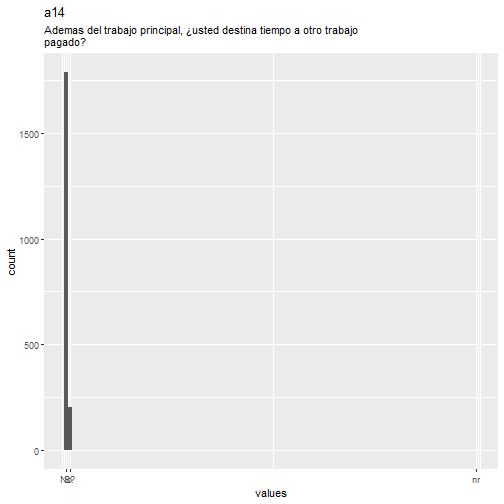 a14
Ademas del trabajo principal, ¿usted destina tiempo a otro trabajo
pagado?
1500
1000
500
0
count
nr
values